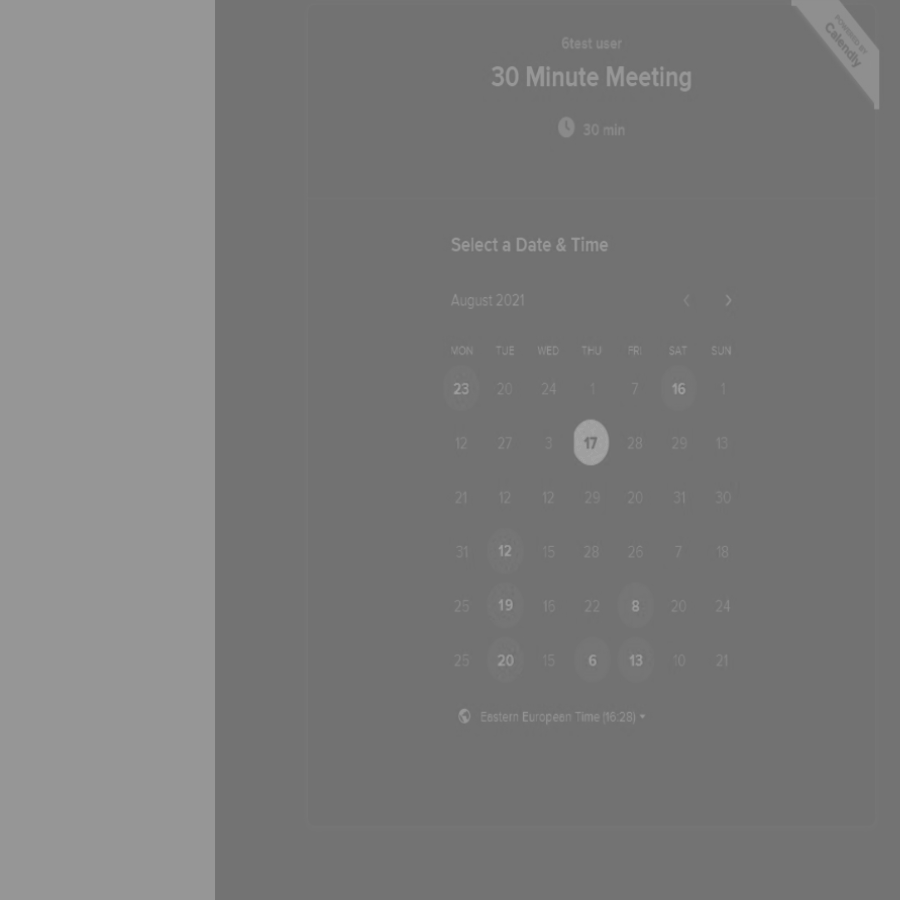 POWERED BY
Calendly
6test user
30 Minute Meeting
30 min
Select a Date & Time
August 2021
MON TUE WED THU FRI SAT SUN
23 20 24 1 7 16 1
12 27 3 17 28 29 13
21 12 12 29 20 31 30
31 12 15 28 26 7 18
25 19 16 22 8 20 24
25 20 15 6 13 10 21
Eastern European Time (16:28)